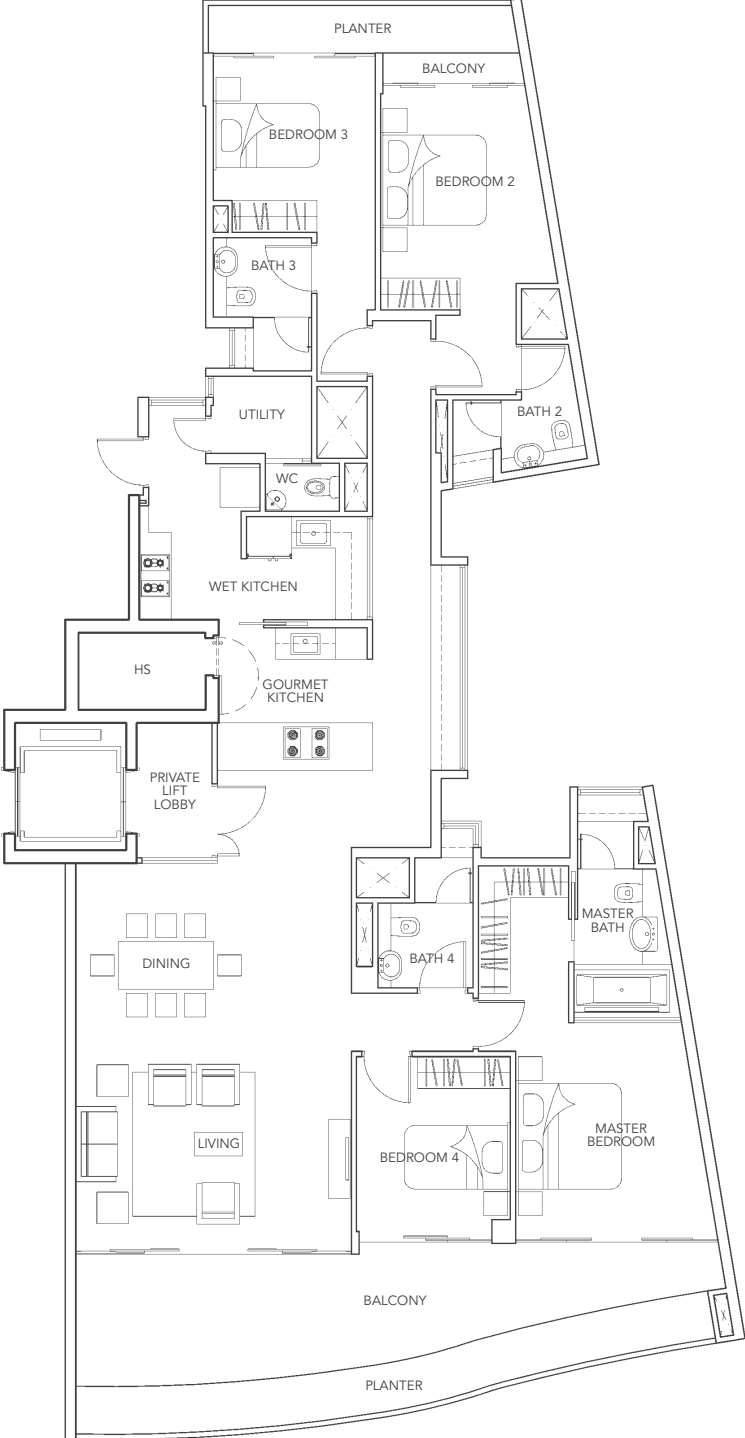 PLANTER
BALCONY
BEDROOM 3
BEDROOM 2
BATH 3
UTILITY
BATH 2
WC
WET KITCHEN
HS
GOURMET
KITCHEN
PRIVATE
LIFT
LOBBY
MASTER
BATH
BATH 4
DINING
MASTER
BEDROOM
LIVING
BEDROOM 4
BALCONY
PLANTER